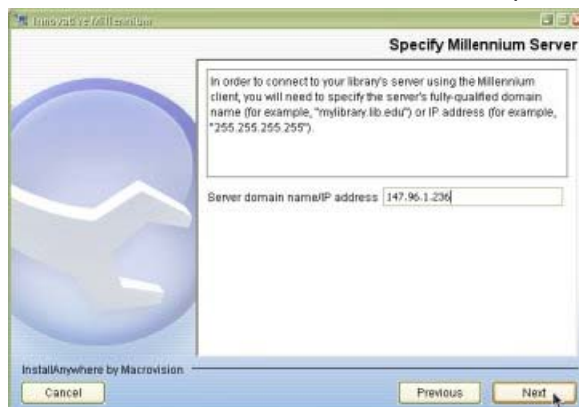 Innovative Millennium
Specify Millennium Server
In order to connect to your library's server using the Millennium
client, you will need to specify the server's fully-qualified domain
name (for example, "mylibrary.lib.edu") or IP address (for example,
"255.255.255.255").
Server domain name/IP address 147.96.1.236
InstallAnywhere by Macrovision
Cancel Previous Next